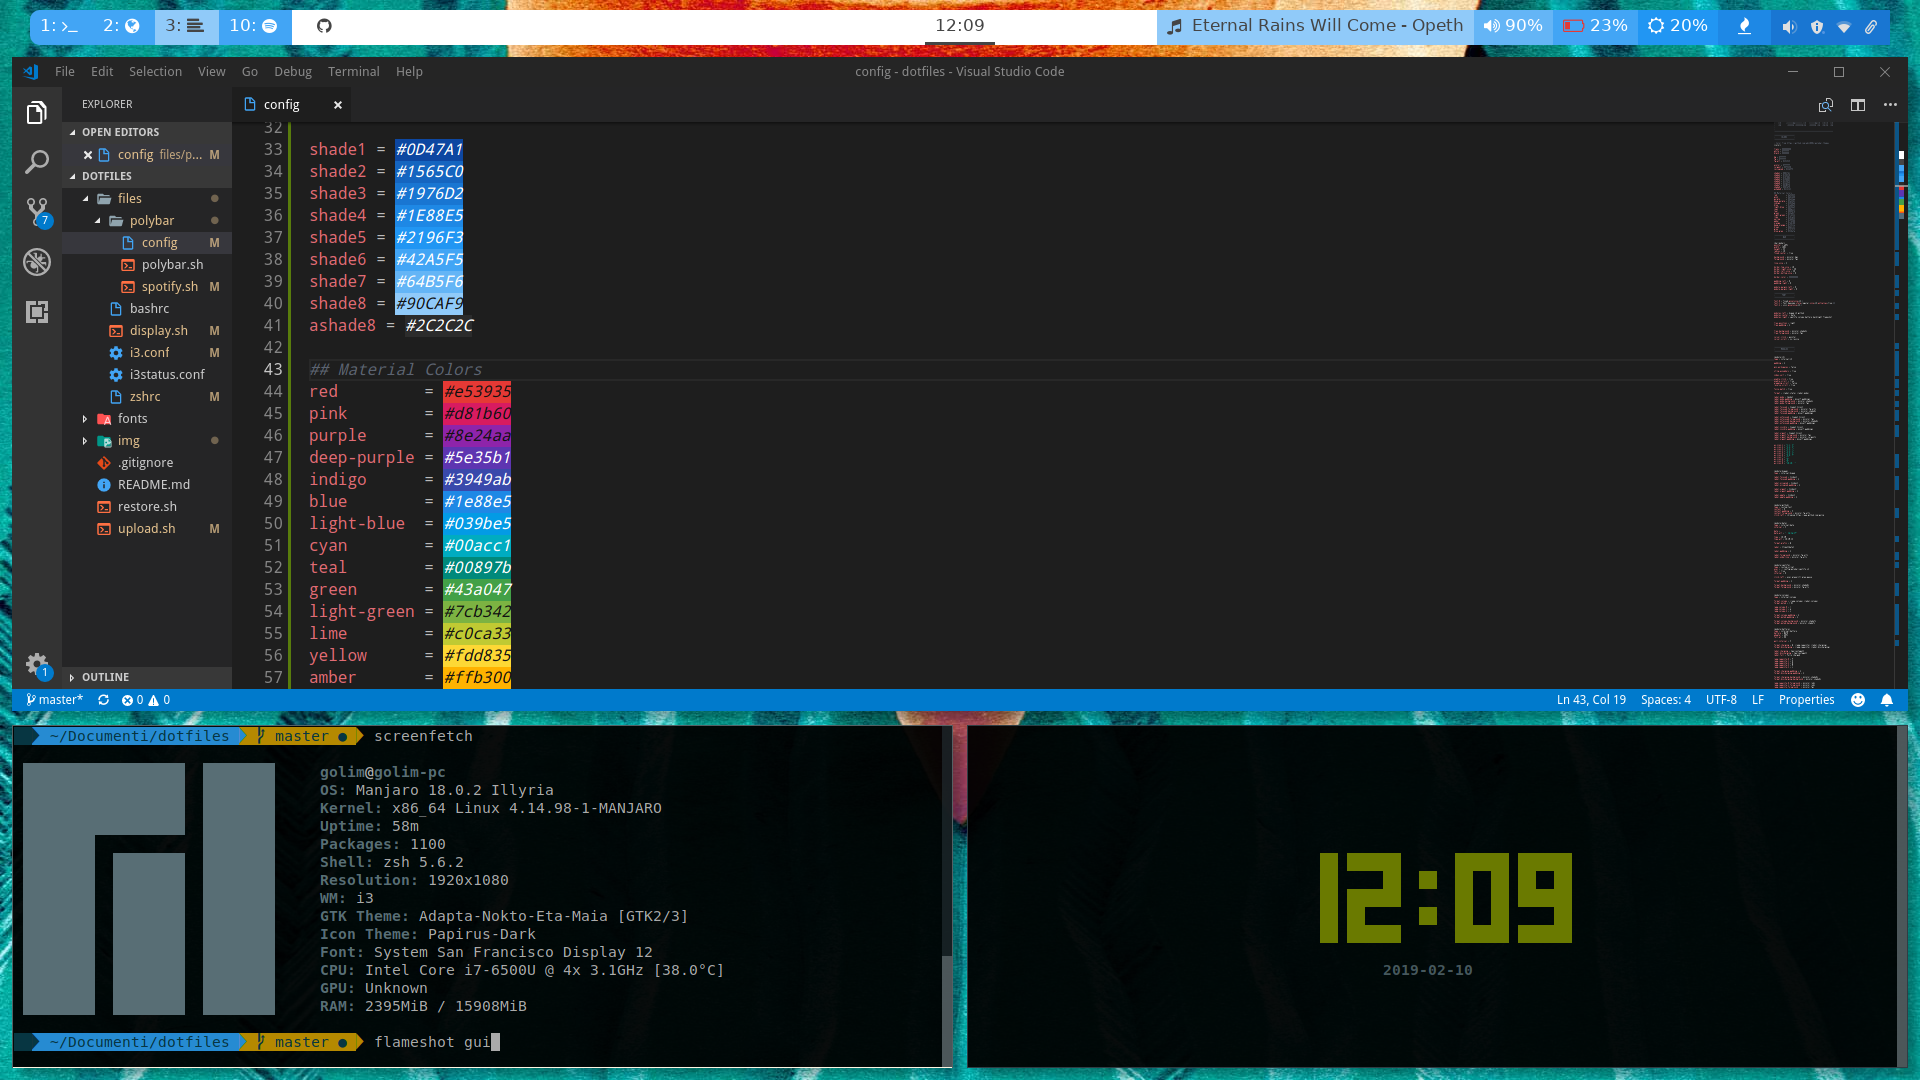 1: 2: 3: 10: 12:09 Eternal Rains Will Come - Opeth 90% 23% 20%
File Edit Selection View Go Debug Terminal Help config - dotfiles - Visual Studio Code
EXPLORER
OPEN EDITORS
config files/p... M
DOTFILES
files
polybar
config M
polybar.sh
spotify.sh M
bashrc
display.sh M
i3.conf M
i3status.conf
zshrc M
fonts
img
.gitignore
README.md
restore.sh
upload.sh M
OUTLINE
7
1
config
32
33 shade1 = #0D47A1
34 shade2 = #1565C0
35 shade3 = #1976D2
36 shade4 = #1E88E5
37 shade5 = #2196F3
38 shade6 = #42A5F5
39 shade7 = #64B5F6
40 shade8 = #90CAF9
41 ashade8 = #2C2C2C
42
43 ## Material Colors
44 red = #e53935
45 pink = #d81b60
46 purple = #8e24aa
47 deep-purple = #5e35b1
48 indigo = #3949ab
49 blue = #1e88e5
50 light-blue = #039be5
51 cyan = #00acc1
52 teal = #00897b
53 green = #43a047
54 light-green = #7cb342
55 lime = #c0ca33
56 yellow = #fdd835
57 amber = #ffb300
master* 0 0 Ln 43, Col 19 Spaces: 4 UTF-8 LF Properties
~/Documenti/dotfiles master ● screenfetch
golim@golim-pc
OS: Manjaro 18.0.2 Illyria
Kernel: x86_64 Linux 4.14.98-1-MANJARO
Uptime: 58m
Packages: 1100
Shell: zsh 5.6.2
Resolution: 1920x1080
WM: i3
GTK Theme: Adapta-Nokto-Eta-Maia [GTK2/3]
Icon Theme: Papirus-Dark
Font: System San Francisco Display 12
CPU: Intel Core i7-6500U @ 4x 3.1GHz [38.0°C]
GPU: Unknown
RAM: 2395MiB / 15908MiB
~/Documenti/dotfiles master ● flameshot gui
12:09
2019-02-10